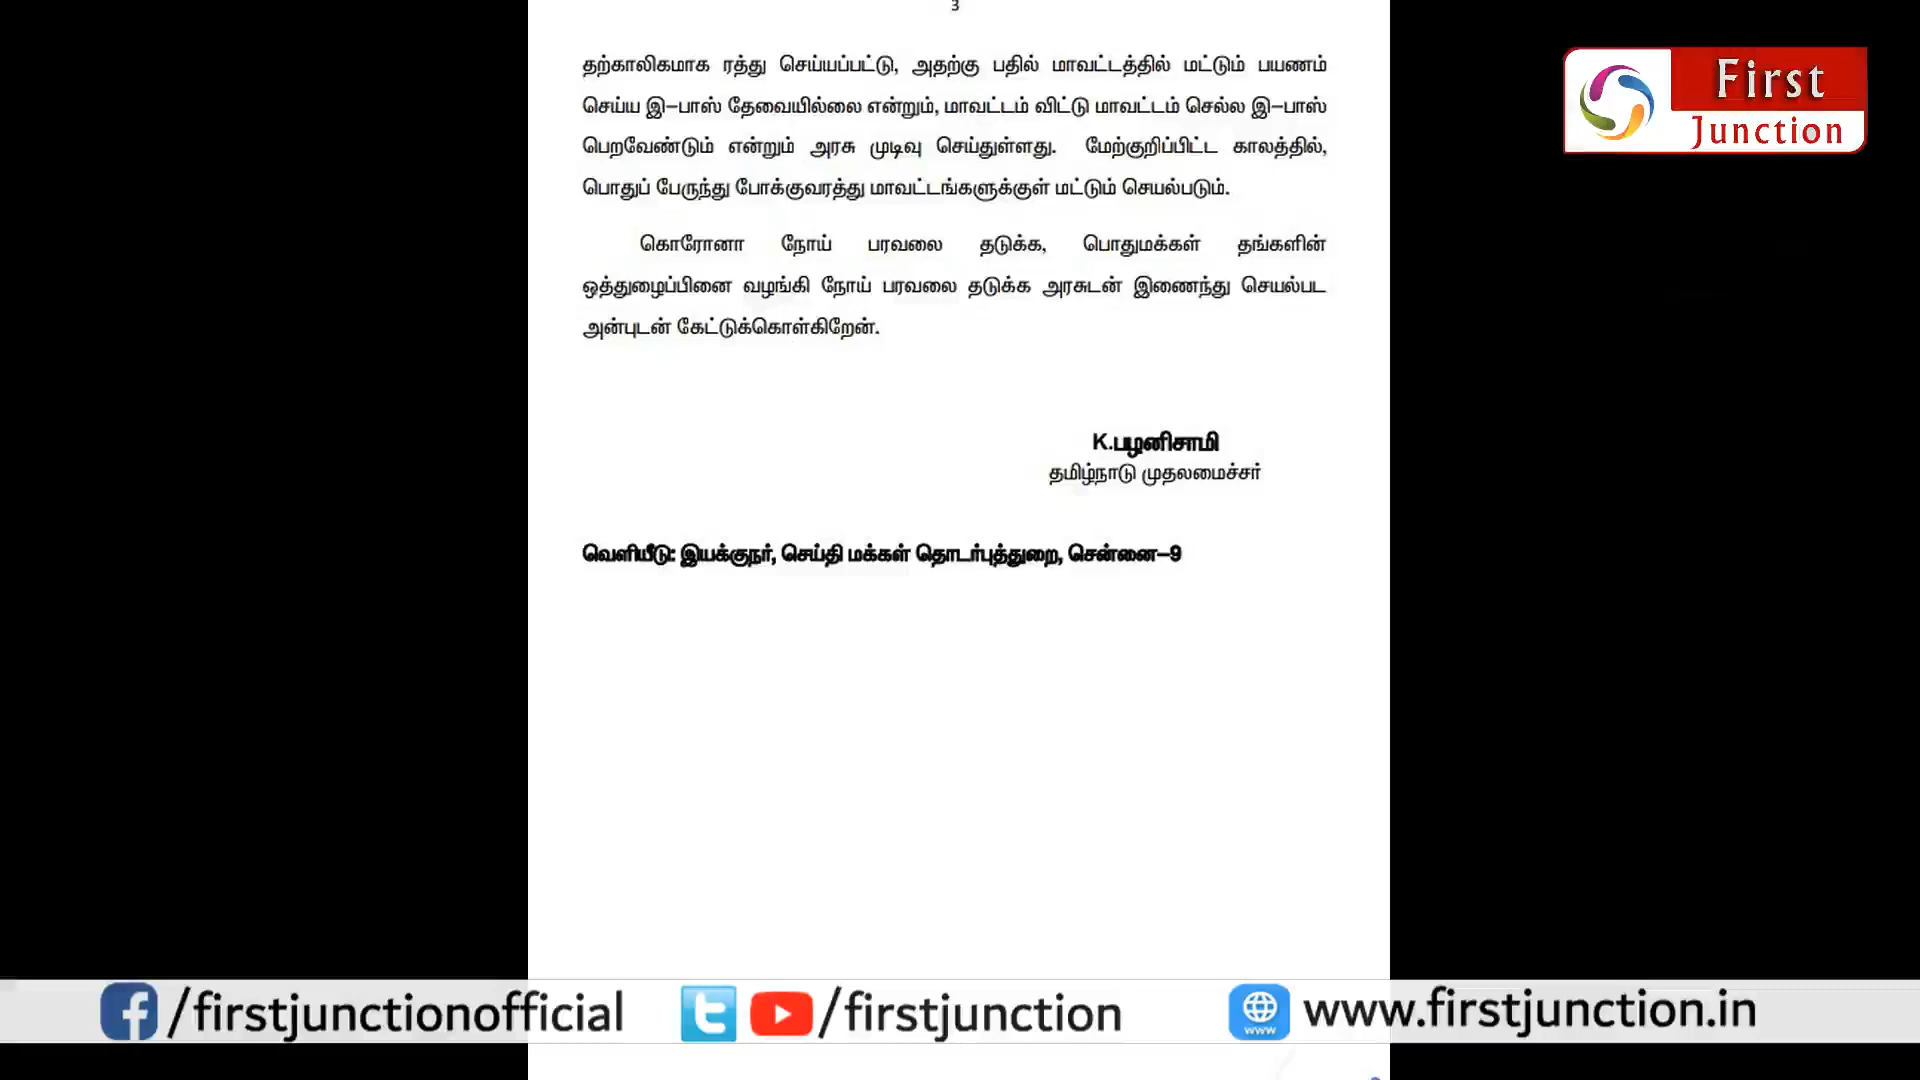 3
தற்காலிகமாக ரத்து செய்யப்பட்டு, அதற்கு பதில் மாவட்டத்தில் மட்டும் பயணம்
செய்ய இ–பாஸ் தேவையில்லை என்றும், மாவட்டம் விட்டு மாவட்டம் செல்ல இ–பாஸ்
பெறவேண்டும் என்றும் அரசு முடிவு செய்துள்ளது. மேற்குறிப்பிட்ட காலத்தில்,
பொதுப் பேருந்து போக்குவரத்து மாவட்டங்களுக்குள் மட்டும் செயல்படும்.
கொரோனா நோய் பரவலை தடுக்க, பொதுமக்கள் தங்களின்
ஒத்துழைப்பினை வழங்கி நோய் பரவலை தடுக்க அரசுடன் இணைந்து செயல்பட
அன்புடன் கேட்டுக்கொள்கிறேன்.
K.பழனிசாமி
தமிழ்நாடு முதலமைச்சர்
வெளியீடு: இயக்குநர், செய்தி மக்கள் தொடர்புத்துறை, சென்னை–9
First
Junction
/firstjunctionofficial
/firstjunction
www
www.firstjunction.in